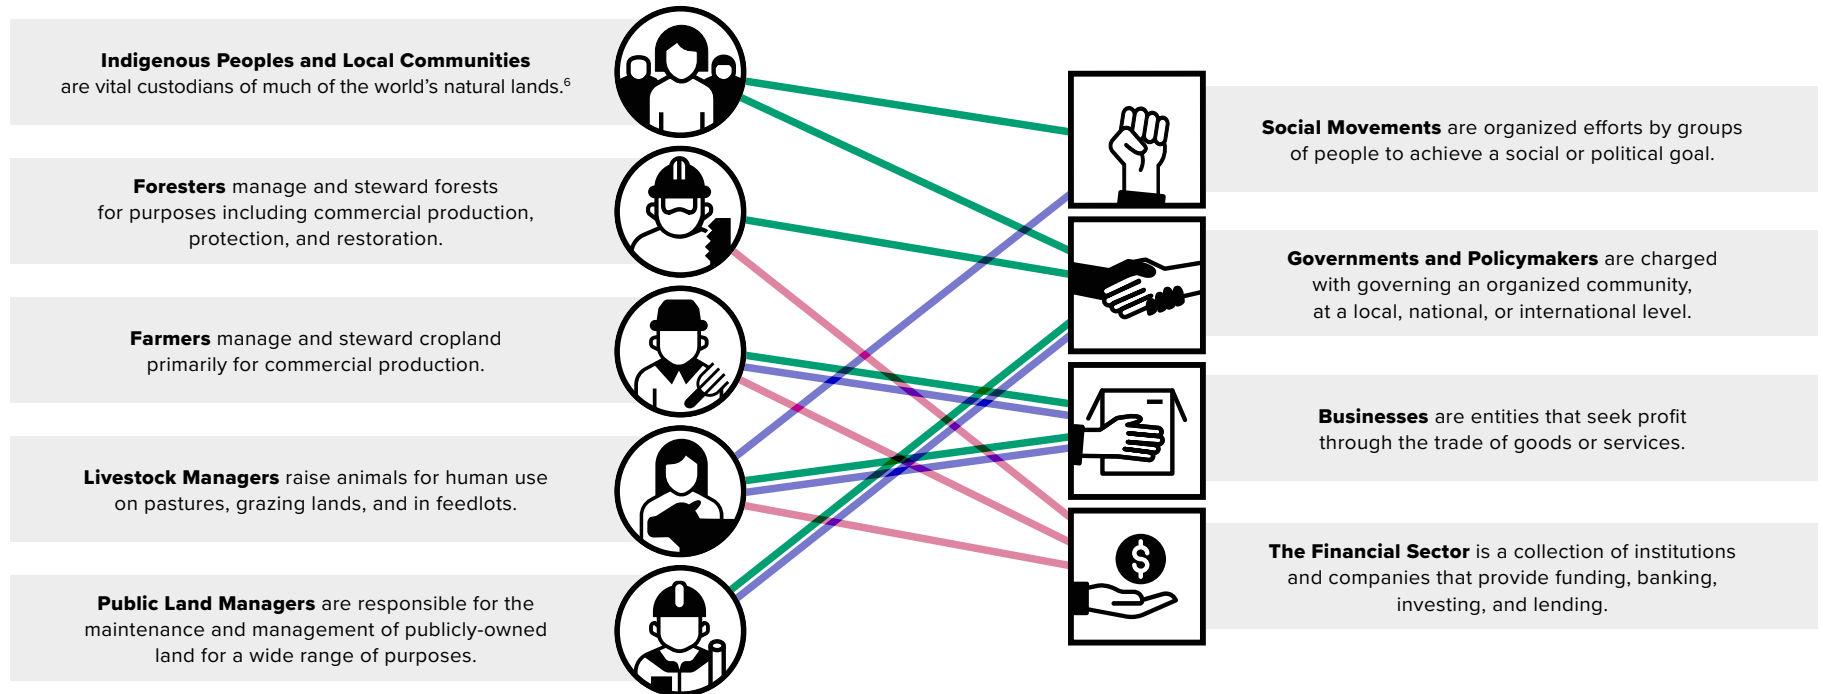 Indigenous Peoples and Local Communities
are vital custodians of much of the world’s natural lands.⁶
Foresters manage and steward forests
for purposes including commercial production,
protection, and restoration.
Farmers manage and steward cropland
primarily for commercial production.
Livestock Managers raise animals for human use
on pastures, grazing lands, and in feedlots.
Public Land Managers are responsible for the
maintenance and management of publicly-owned
land for a wide range of purposes.
Social Movements are organized efforts by groups
of people to achieve a social or political goal.
Governments and Policymakers are charged
with governing an organized community,
at a local, national, or international level.
Businesses are entities that seek profit
through the trade of goods or services.
$
The Financial Sector is a collection of institutions
and companies that provide funding, banking,
investing, and lending.